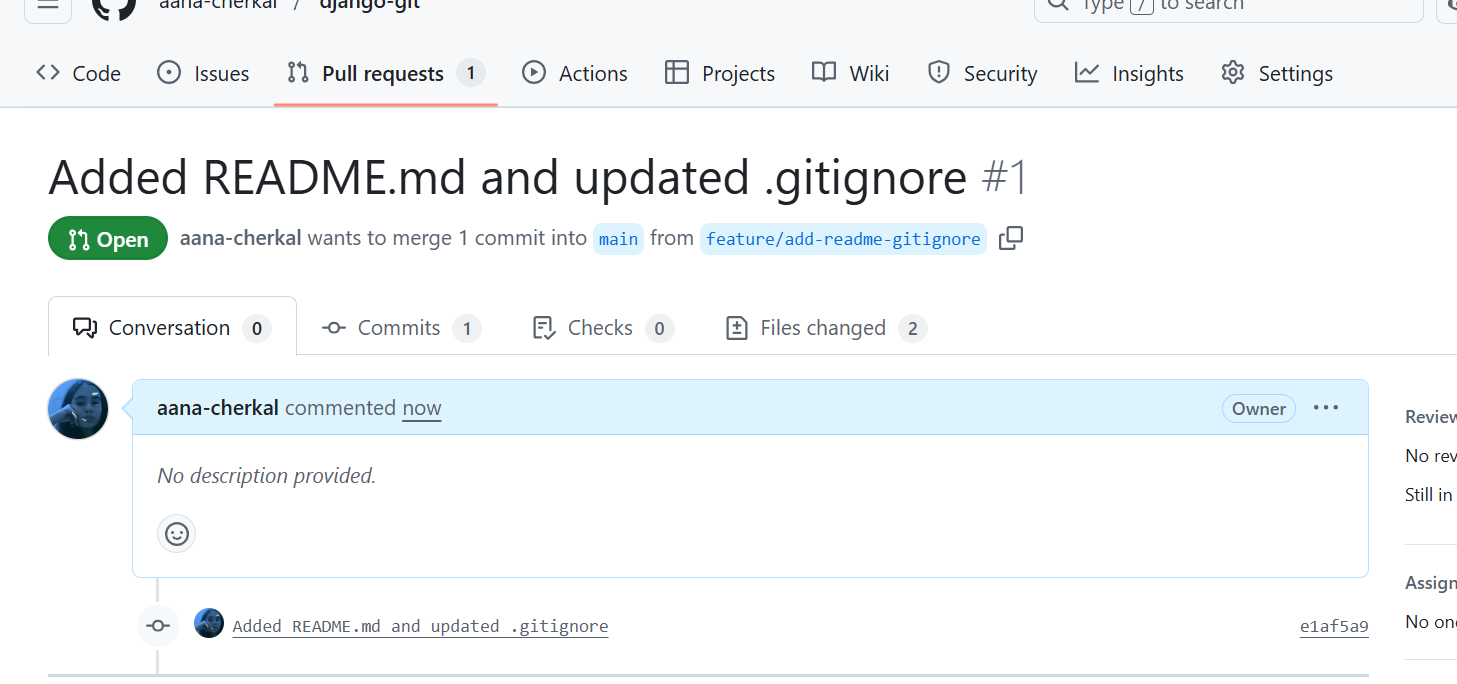 aana-cherkal / django-git
Type / to search
Code Issues Pull requests 1 Actions Projects Wiki Security Insights Settings
Added README.md and updated .gitignore #1
Open aana-cherkal wants to merge 1 commit into main from feature/add-readme-gitignore
Conversation 0 Commits 1 Checks 0 Files changed 2
aana-cherkal commented now Owner
Review
No rev
No description provided.
Still in
Assign
No one
Added README.md and updated .gitignore e1af5a9